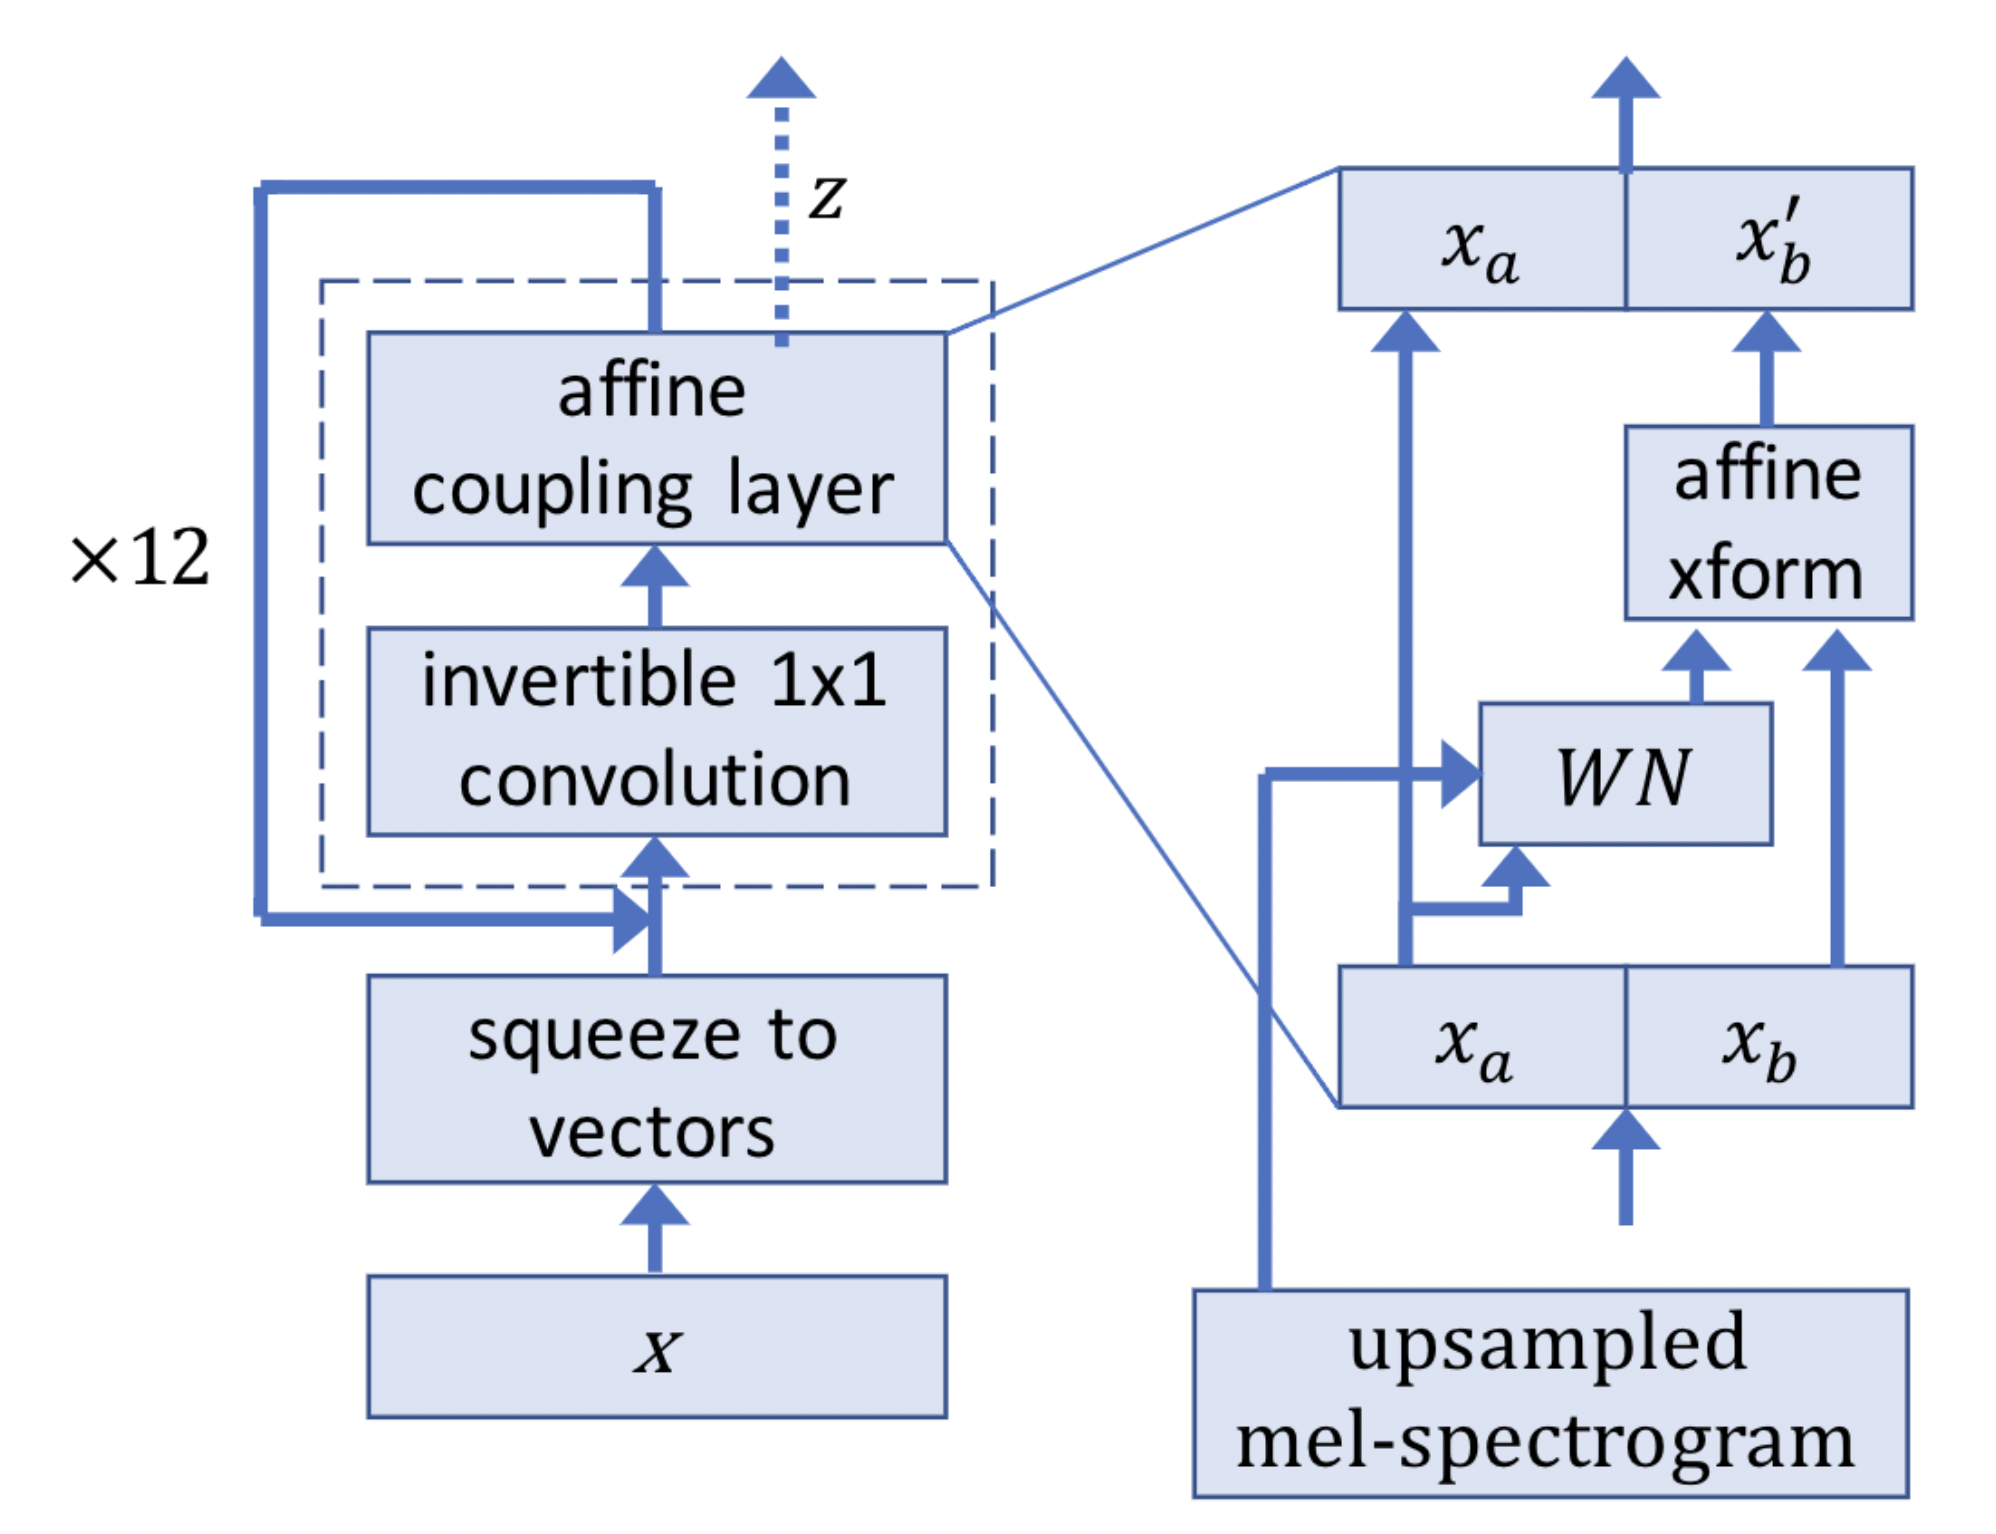 z
affine
coupling layer
×12
invertible 1x1
convolution
squeeze to
vectors
x
x_a x'_b
affine
xform
WN
x_a x_b
upsampled
mel-spectrogram